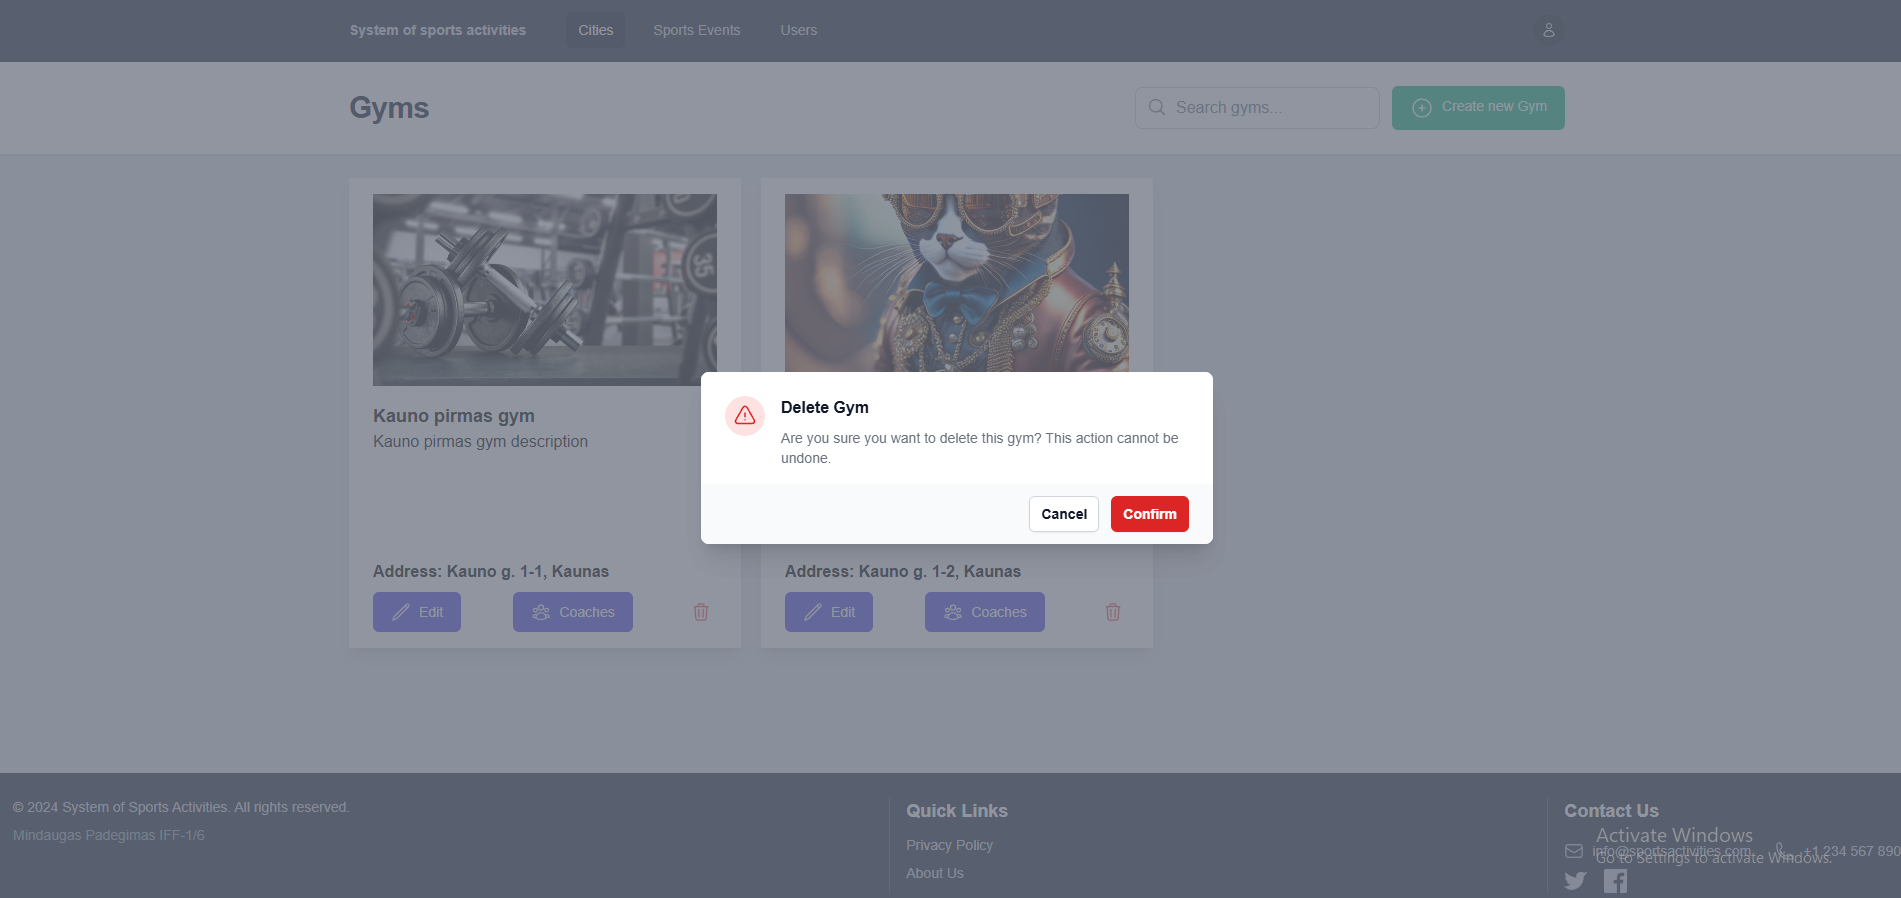 System of sports activities
Cities
Sports Events
Users
Gyms
Search gyms...
Create new Gym
35
Kauno pirmas gym
Kauno pirmas gym description
Delete Gym
Are you sure you want to delete this gym? This action cannot be
undone.
Cancel
Confirm
Address: Kauno g. 1-1, Kaunas
Edit
Coaches
Address: Kauno g. 1-2, Kaunas
Edit
Coaches
© 2024 System of Sports Activities. All rights reserved.
Mindaugas Padegimas IFF-1/6
Quick Links
Privacy Policy
About Us
Contact Us
info@sportsactivities.com
+1 234 567 890
Activate Windows
Go to Settings to activate Windows.